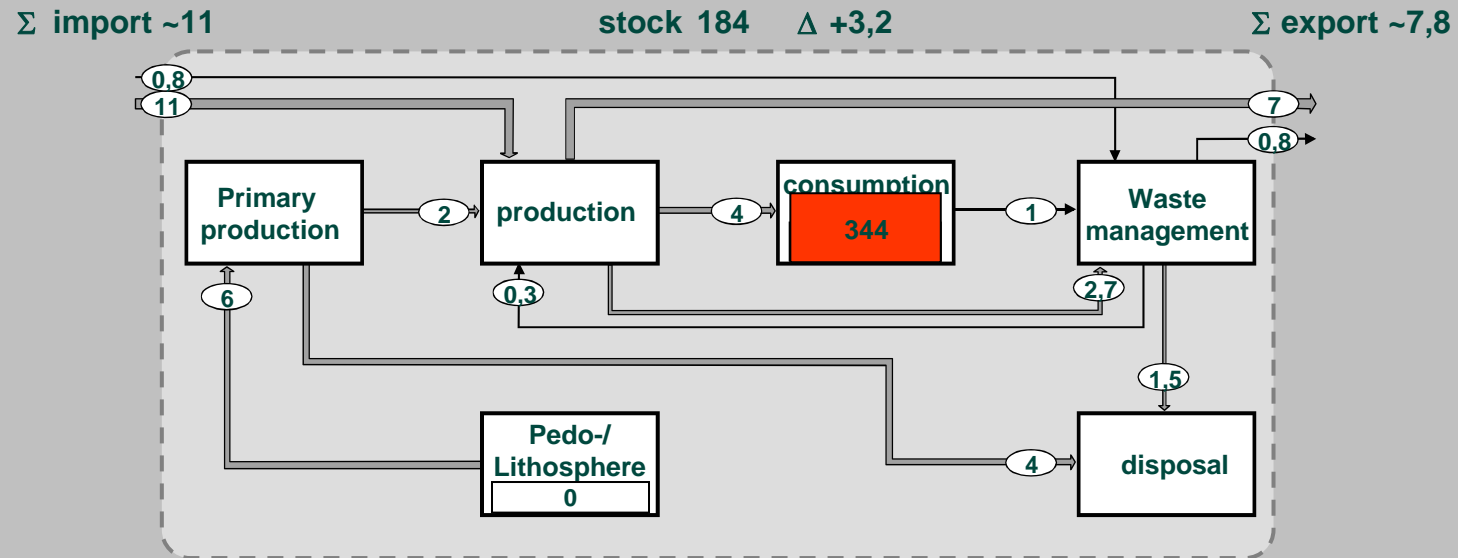 Σ import ~11 stock 184 Δ +3,2 Σ export ~7,8
0,8
11
7
0,8
Primary
production
2
production
4
consumption
344
1
Waste
management
6
0,3
2,7
1,5
Pedo-/
Lithosphere
0
4
disposal